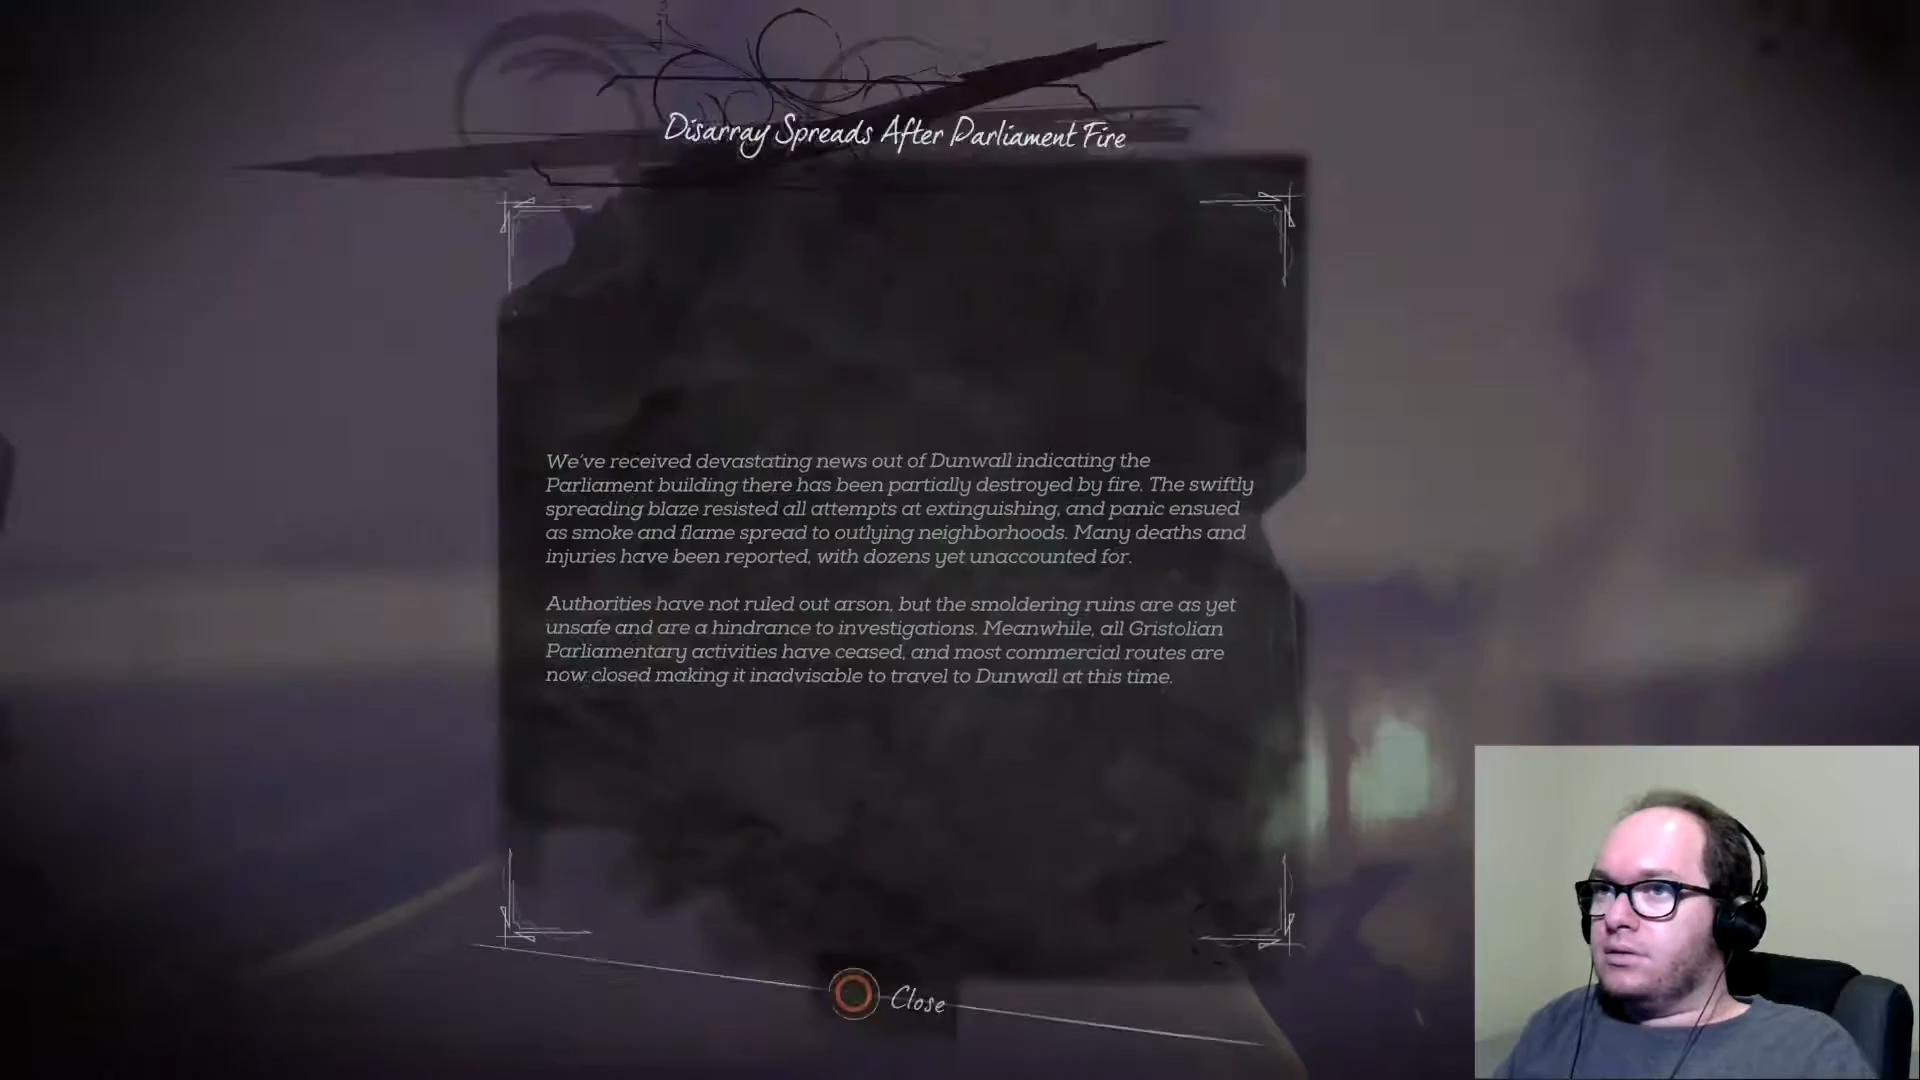 Disarray Spreads After Parliament Fire
We've received devastating news out of Dunwall indicating the
Parliament building there has been partially destroyed by fire. The swiftly
spreading blaze resisted all attempts at extinguishing, and panic ensued
as smoke and flame spread to outlying neighborhoods. Many deaths and
injuries have been reported, with dozens yet unaccounted for.
Authorities have not ruled out arson, but the smoldering ruins are as yet
unsafe and are a hindrance to investigations. Meanwhile, all Gristolian
Parliamentary activities have ceased, and most commercial routes are
now closed making it inadvisable to travel to Dunwall at this time.
Close